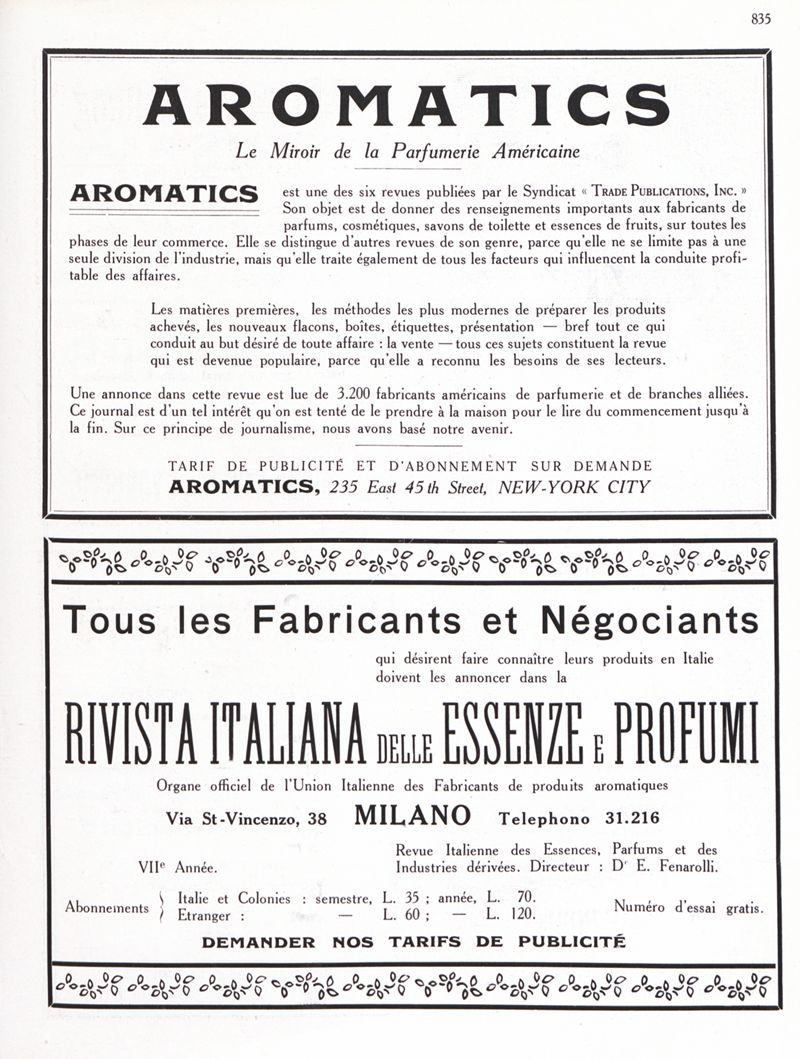 835
AROMATICS
Le Miroir de la Parfumerie Américaine
AROMATICS est une des six revues publiées par le Syndicat « TRADE PUBLICATIONS, INC. »
Son objet est de donner des renseignements importants aux fabricants de
parfums, cosmétiques, savons de toilette et essences de fruits, sur toutes les
phases de leur commerce. Elle se distingue d'autres revues de son genre, parce qu'elle ne se limite pas à une
seule division de l'industrie, mais qu'elle traite également de tous les facteurs qui influencent la conduite profi-
table des affaires.
Les matières premières, les méthodes les plus modernes de préparer les produits
achevés, les nouveaux flacons, boîtes, étiquettes, présentation — bref tout ce qui
conduit au but désiré de toute affaire : la vente — tous ces sujets constituent la revue
qui est devenue populaire, parce qu'elle a reconnu les besoins de ses lecteurs.
Une annonce dans cette revue est lue de 3.200 fabricants américains de parfumerie et de branches alliées.
Ce journal est d'un tel intérêt qu'on est tenté de le prendre à la maison pour le lire du commencement jusqu'à
la fin. Sur ce principe de journalisme, nous avons basé notre avenir.
TARIF DE PUBLICITÉ ET D'ABONNEMENT SUR DEMANDE
AROMATICS, 235 East 45th Street, NEW-YORK CITY
Tous les Fabricants et Négociants
qui désirent faire connaître leurs produits en Italie
doivent les annoncer dans la
RIVISTA ITALIANA DELLE ESSENZE E PROFUMI
Organe officiel de l'Union Italienne des Fabricants de produits aromatiques
Via St-Vincenzo, 38 MILANO Telephono 31.216
VIIe Année.
Revue Italienne des Essences, Parfums et des
Industries dérivées. Directeur : Dr E. Fenarolli.
Abonnements
Italie et Colonies : semestre, L. 35 ; année, L. 70.
Etranger : — L. 60 ; — L. 120.
Numéro d'essai gratis.
DEMANDER NOS TARIFS DE PUBLICITÉ